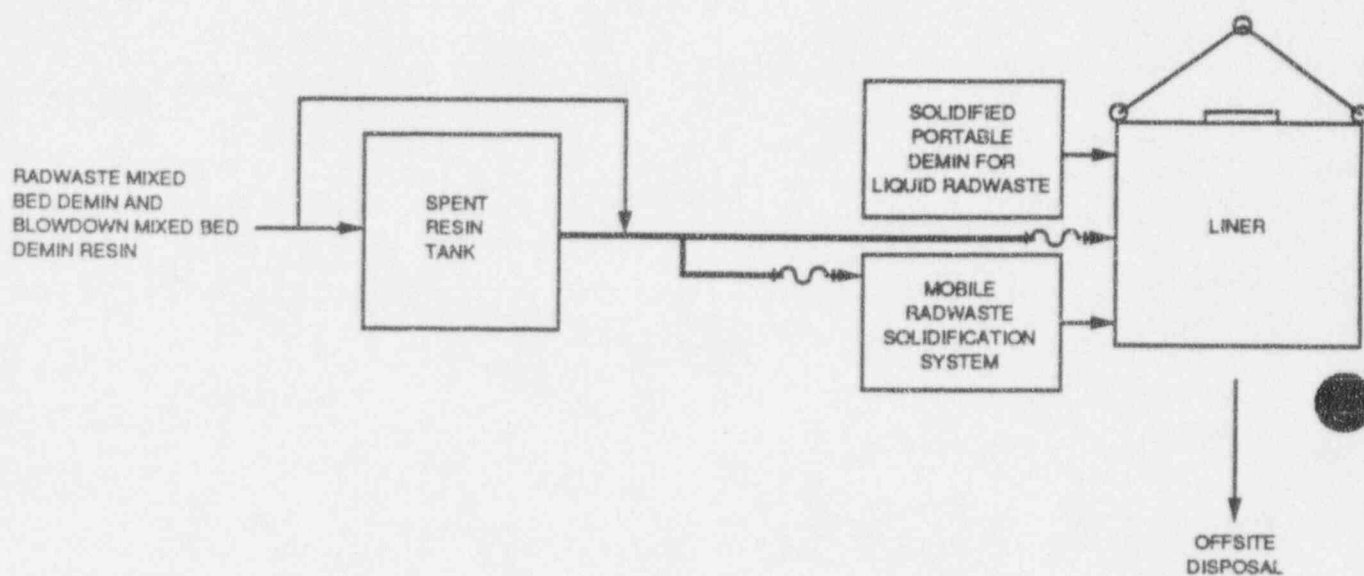 RADWASTE MIXED
BED DEMIN AND
BLOWDOWN MIXED BED
DEMIN RESIN
SPENT
RESIN
TANK
SOLIDIFIED
PORTABLE
DEMIN FOR
LIQUID RADWASTE
MOBILE
RADWASTE
SOLIDIFICATION
SYSTEM
LINER
OFFSITE
DISPOSAL